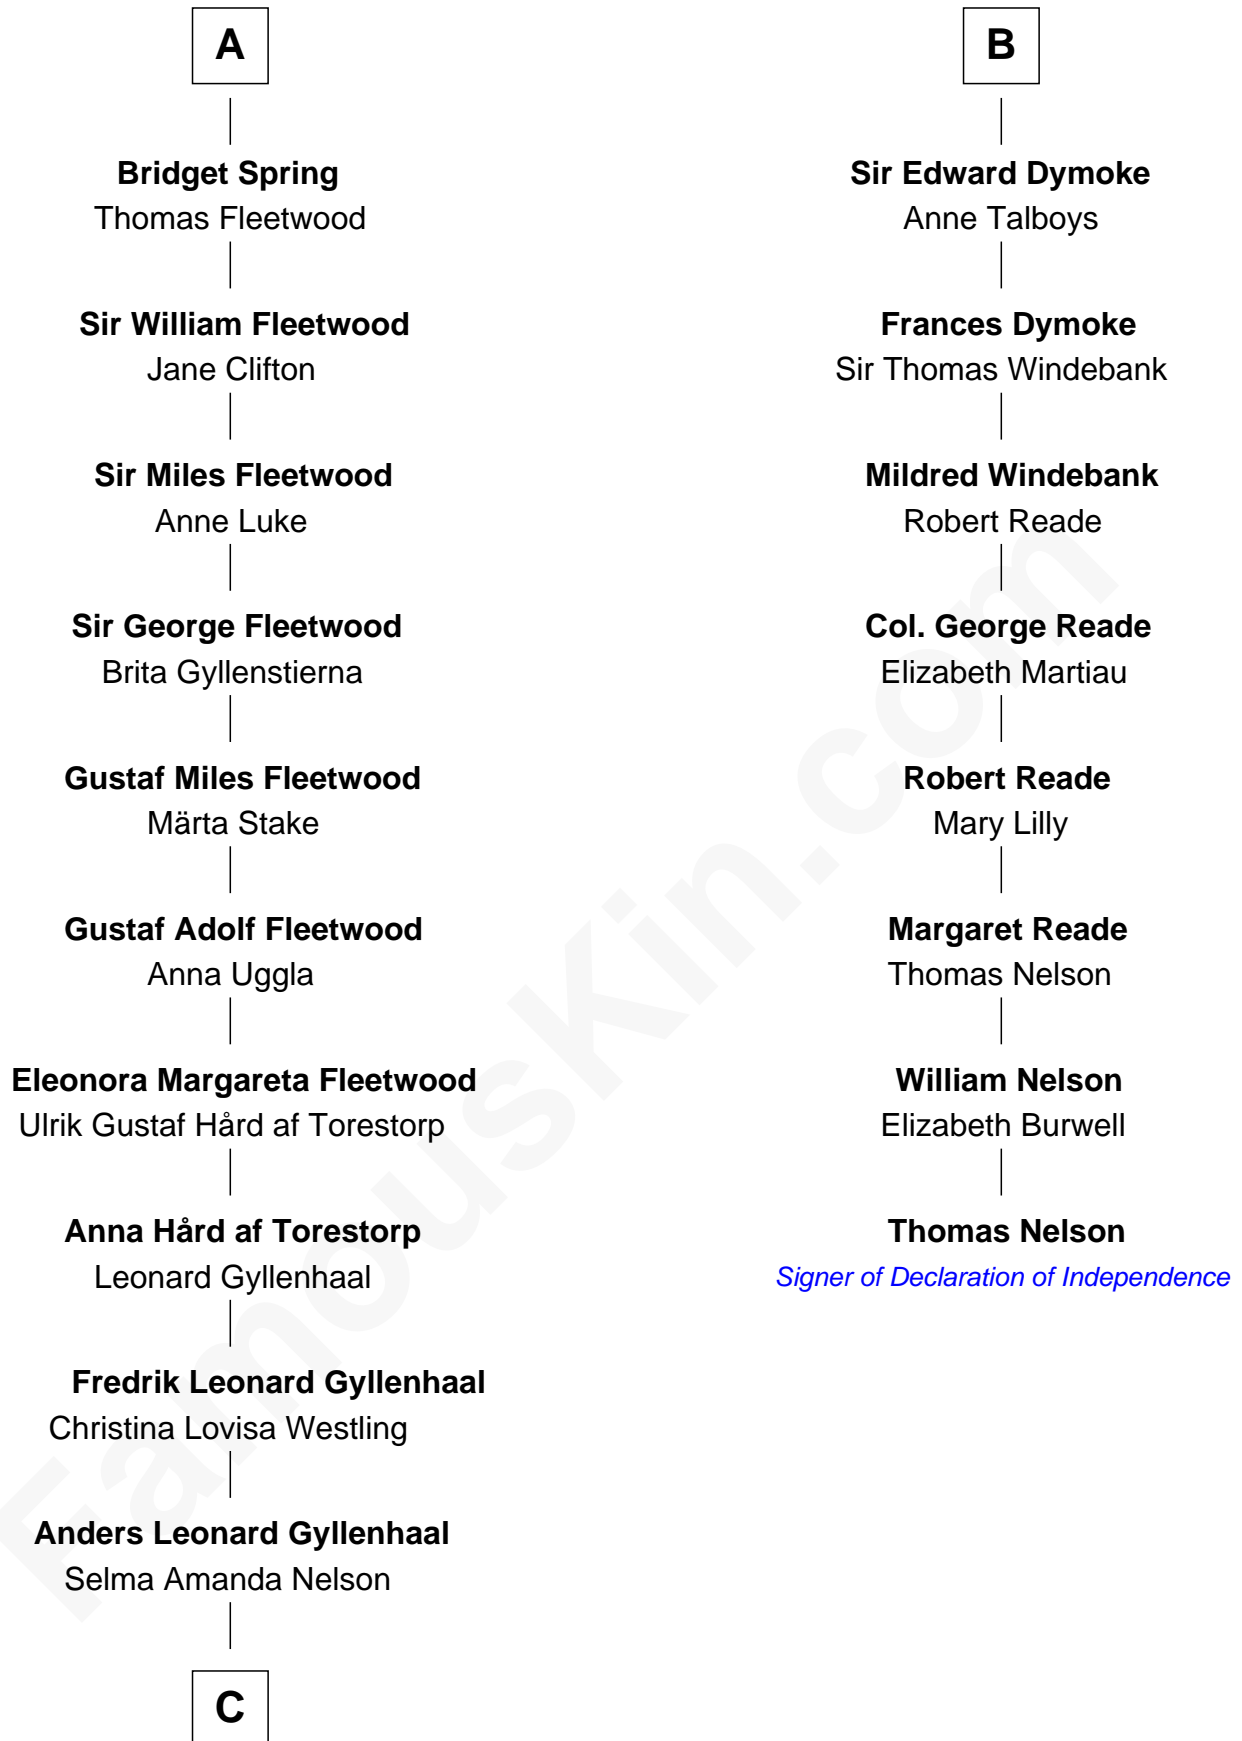 A
Bridget Spring
Thomas Fleetwood
Sir William Fleetwood
Jane Clifton
Sir Miles Fleetwood
Anne Luke
Sir George Fleetwood
Brita Gyllenstierna
Gustaf Miles Fleetwood
Märta Stake
Gustaf Adolf Fleetwood
Anna Uggla
Eleonora Margareta Fleetwood
Ulrik Gustaf Hård af Torestorp
Anna Hård af Torestorp
Leonard Gyllenhaal
Fredrik Leonard Gyllenhaal
Christina Lovisa Westling
Anders Leonard Gyllenhaal
Selma Amanda Nelson
C
B
Sir Edward Dymoke
Anne Talboys
Frances Dymoke
Sir Thomas Windebank
Mildred Windebank
Robert Reade
Col. George Reade
Elizabeth Martiau
Robert Reade
Mary Lilly
Margaret Reade
Thomas Nelson
William Nelson
Elizabeth Burwell
Thomas Nelson
Signer of Declaration of Independence
FamousKin.com